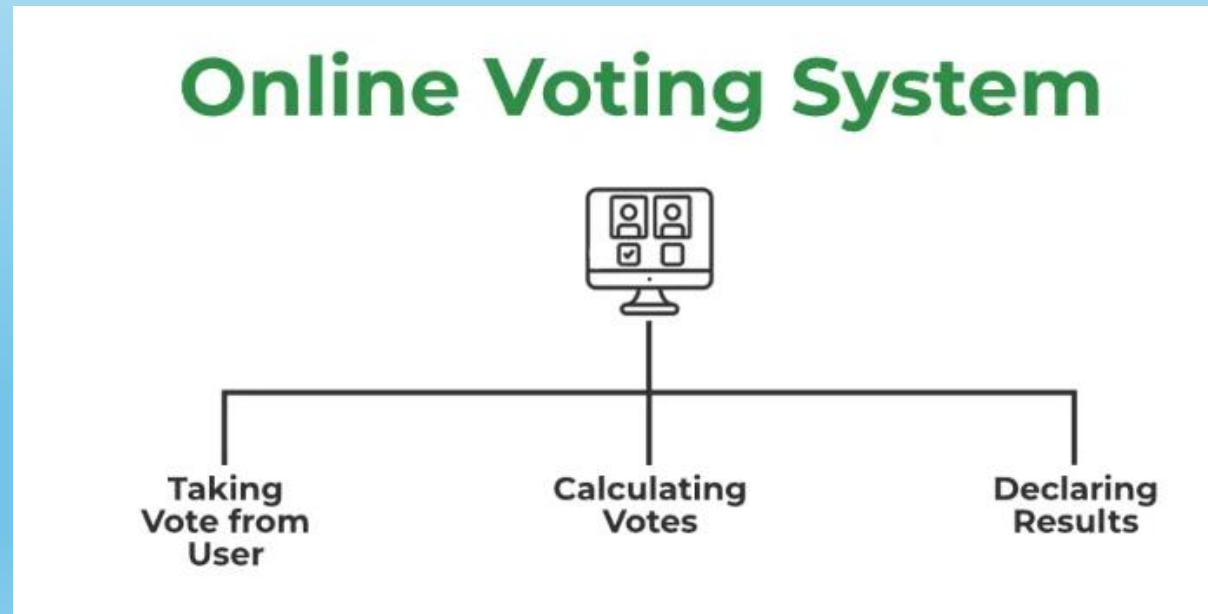 Online Voting System
Taking
Vote from
User
Calculating
Votes
Declaring
Results